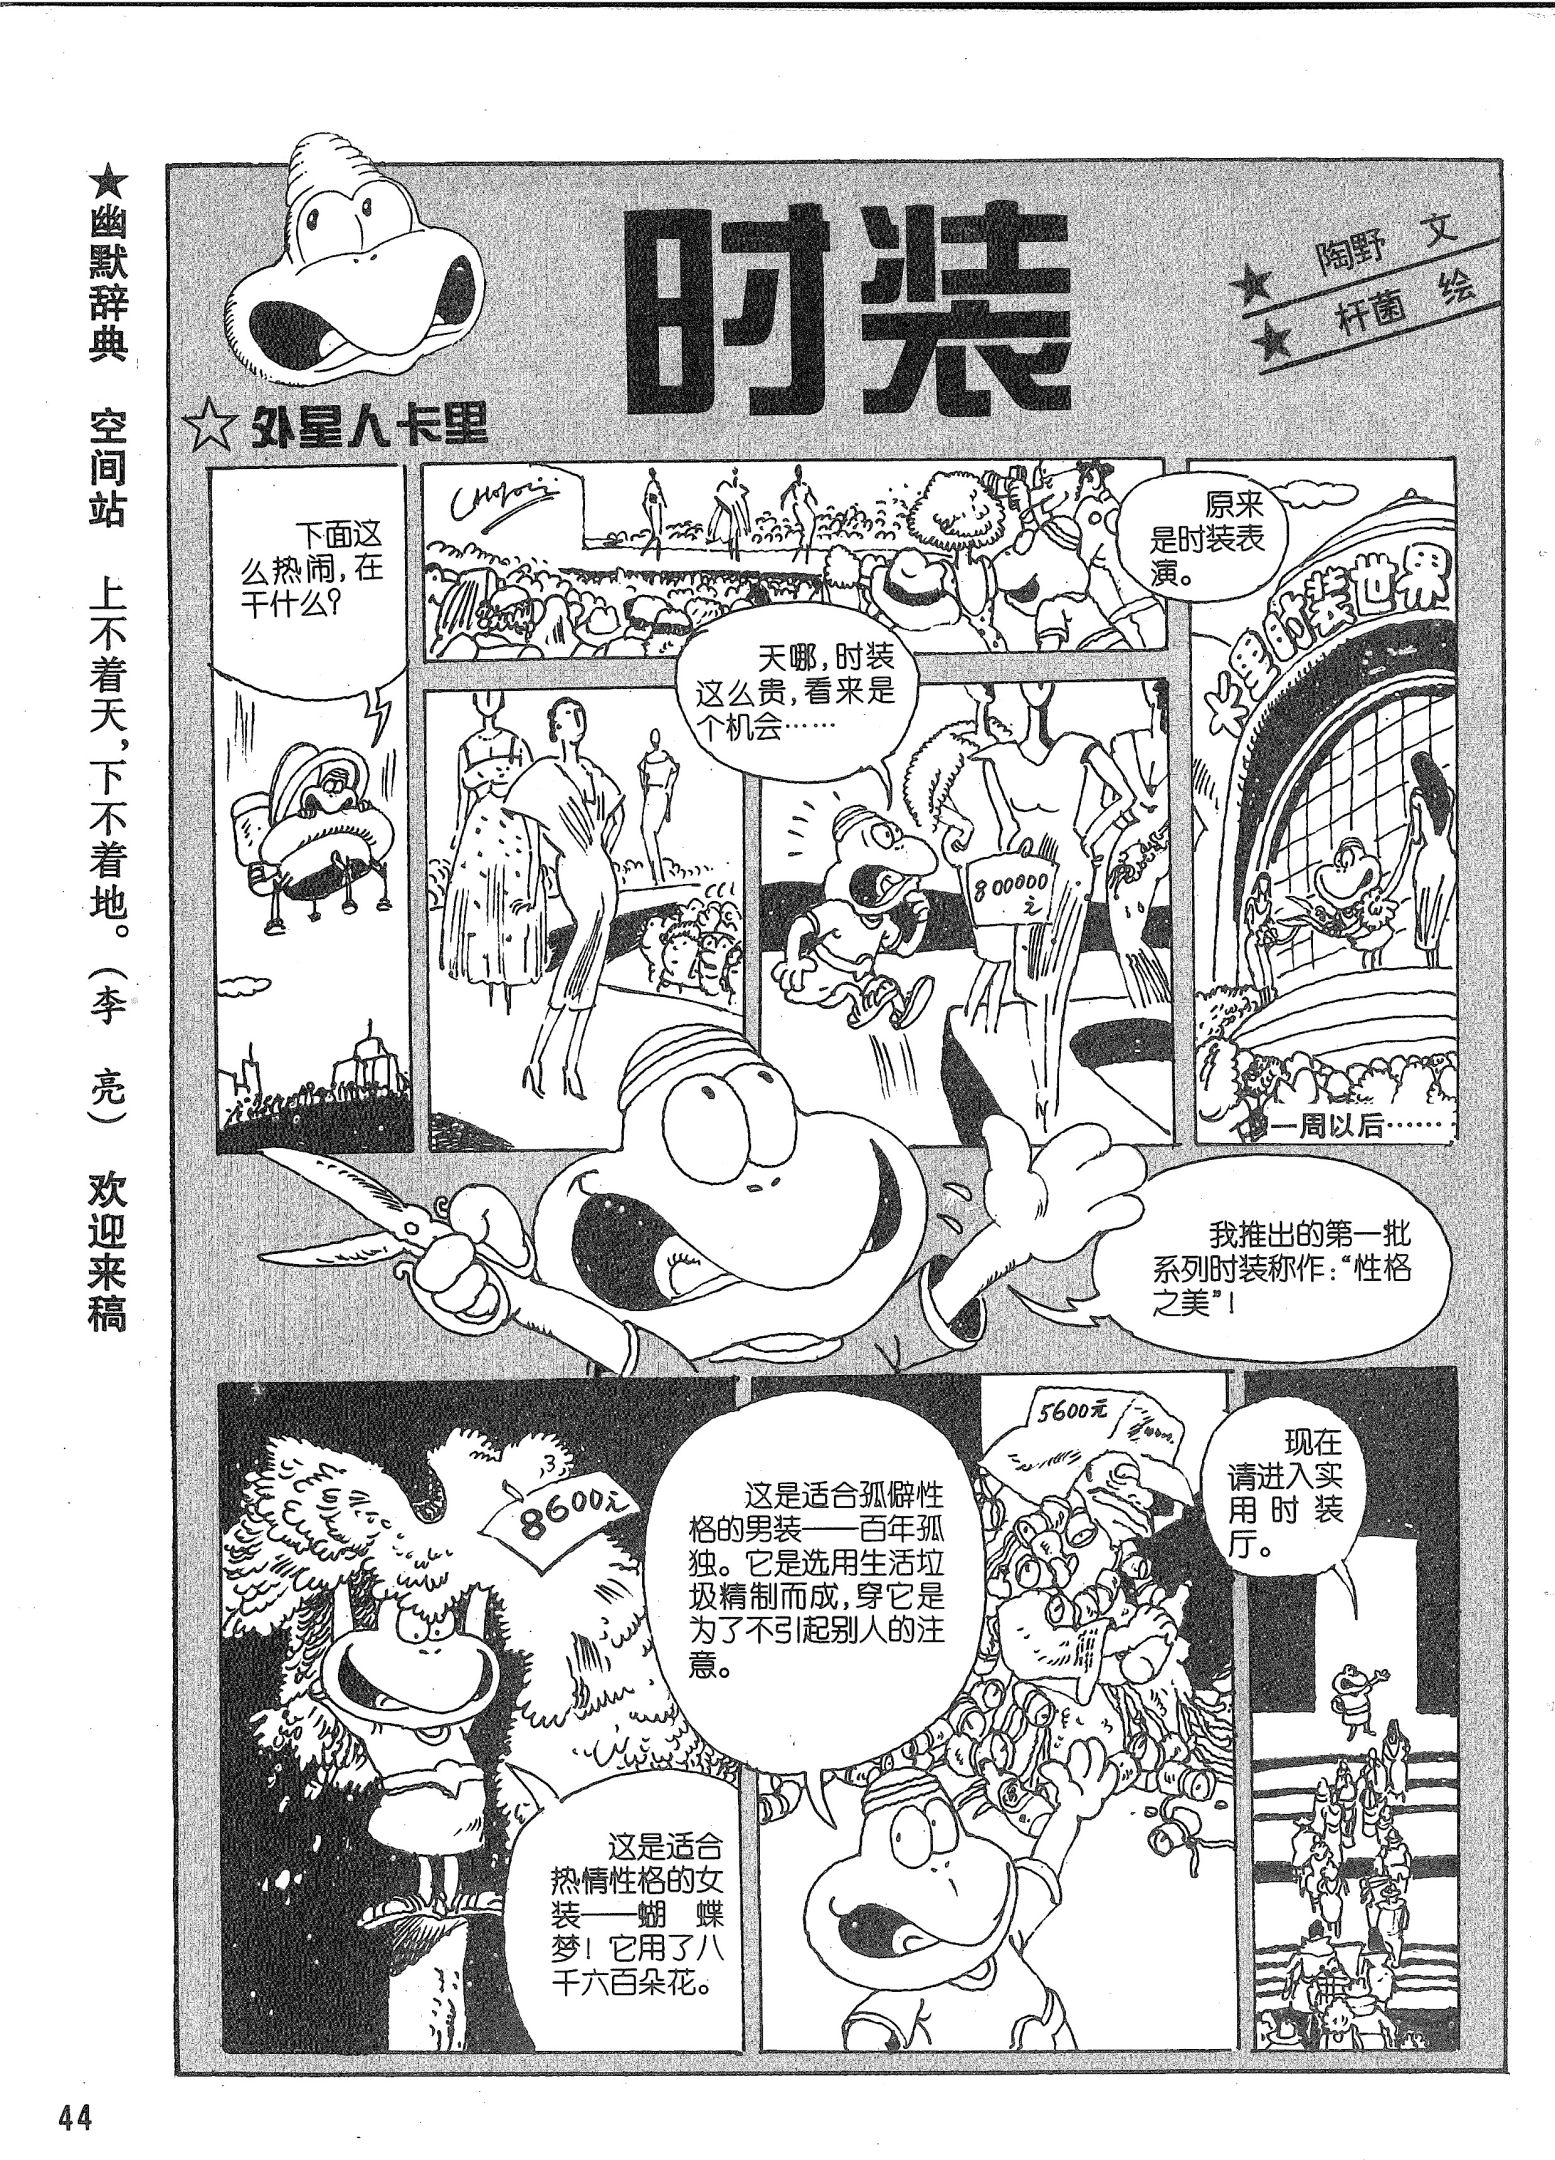 ★幽默辞典 空间站 上不着天,下不着地。(李 亮) 欢迎来稿
时装
★ 陶野 文
★ 杆菌 绘
☆外星人卡里
下面这
么热闹,在
干什么?
原来
是时装表
演。
天哪,时装
这么贵,看来是
个机会……
800000
元
卡里时装世界
一周以后……
我推出的第一批
系列时装称作:“性格
之美”!
8600元
这是适合
热情性格的女
装——蝴 蝶
梦!它用了八
千六百朵花。
这是适合孤僻性
格的男装——百年孤
独。它是选用生活垃
圾精制而成,穿它是
为了不引起别人的注
意。
5600元
现在
请进入实
用时装
厅。
44